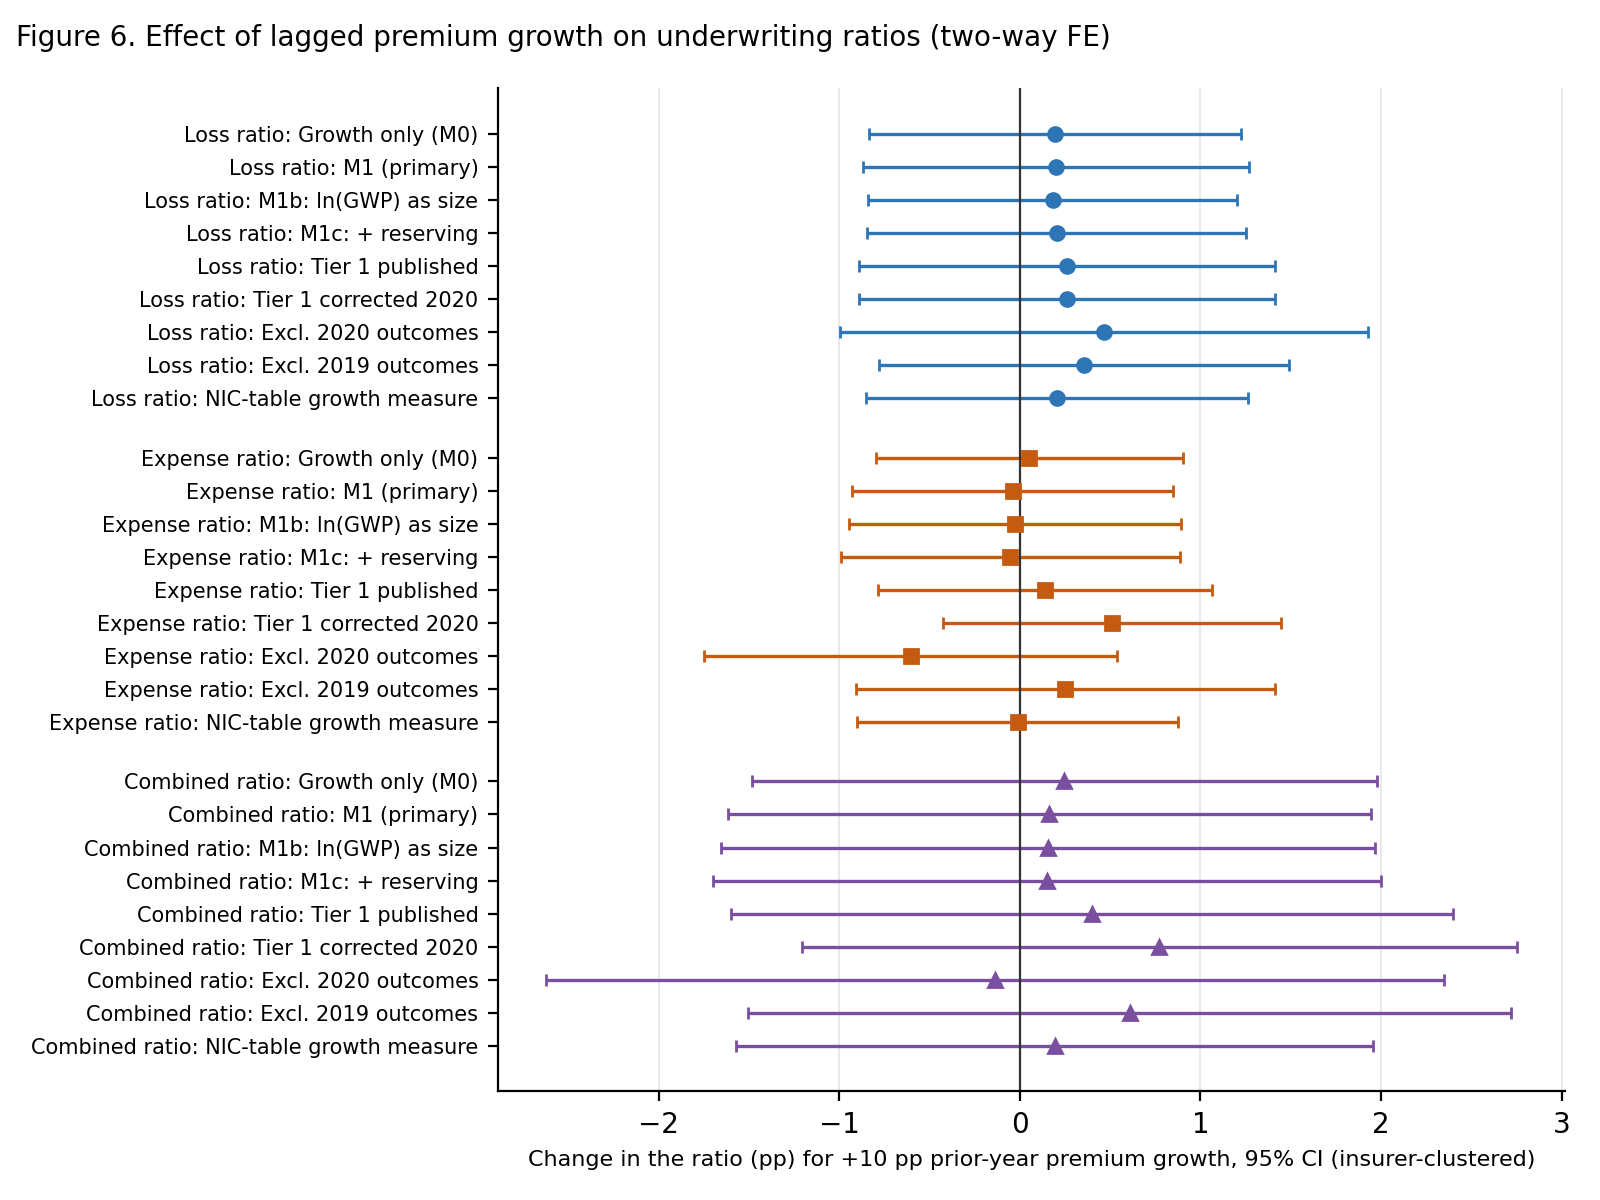 Figure 6. Effect of lagged premium growth on underwriting ratios (two-way FE)
Loss ratio: Growth only (M0)
Loss ratio: M1 (primary)
Loss ratio: M1b: ln(GWP) as size
Loss ratio: M1c: + reserving
Loss ratio: Tier 1 published
Loss ratio: Tier 1 corrected 2020
Loss ratio: Excl. 2020 outcomes
Loss ratio: Excl. 2019 outcomes
Loss ratio: NIC-table growth measure
Expense ratio: Growth only (M0)
Expense ratio: M1 (primary)
Expense ratio: M1b: ln(GWP) as size
Expense ratio: M1c: + reserving
Expense ratio: Tier 1 published
Expense ratio: Tier 1 corrected 2020
Expense ratio: Excl. 2020 outcomes
Expense ratio: Excl. 2019 outcomes
Expense ratio: NIC-table growth measure
Combined ratio: Growth only (M0)
Combined ratio: M1 (primary)
Combined ratio: M1b: ln(GWP) as size
Combined ratio: M1c: + reserving
Combined ratio: Tier 1 published
Combined ratio: Tier 1 corrected 2020
Combined ratio: Excl. 2020 outcomes
Combined ratio: Excl. 2019 outcomes
Combined ratio: NIC-table growth measure
−2 −1 0 1 2 3
Change in the ratio (pp) for +10 pp prior-year premium growth, 95% CI (insurer-clustered)